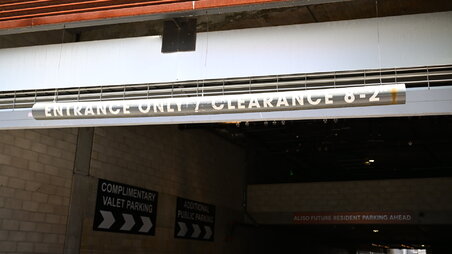 ENTRANCE ONLY / CLEARANCE 8-2
COMPLIMENTARY
VALET PARKING
ADDITIONAL
PUBLIC PARKING
ALSO FUTURE RESIDENT PARKING AHEAD